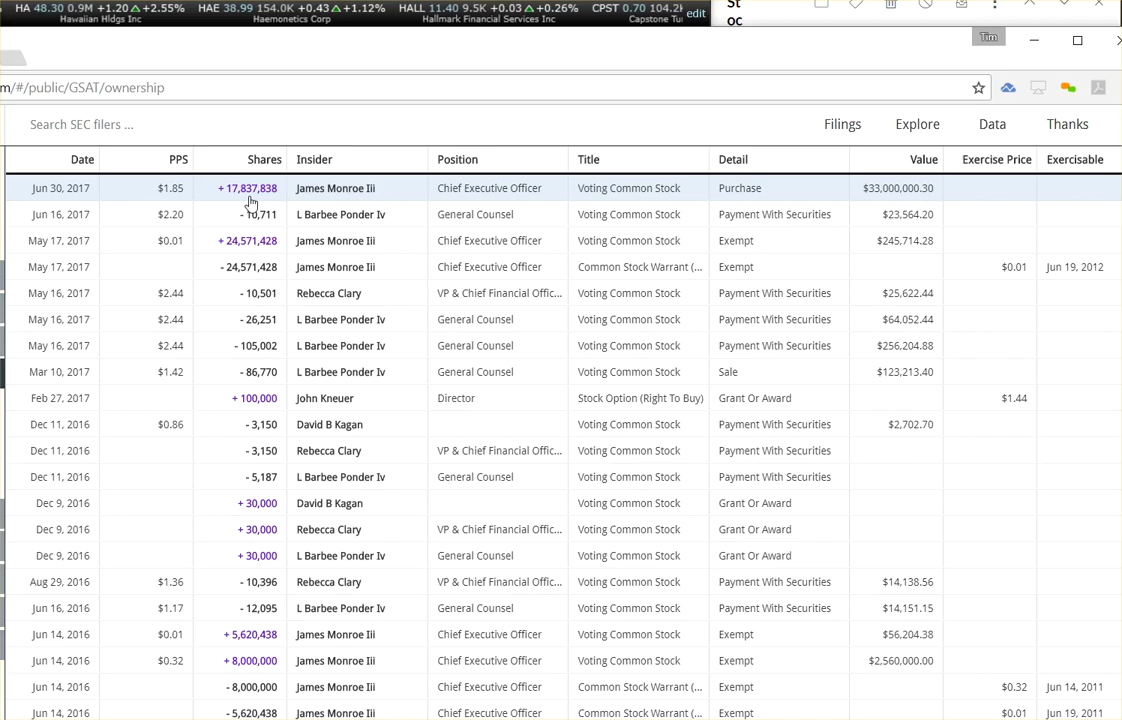 HA 48.30 0.9M +1.20 +2.55% HAE 38.99 154.0K +0.43 +1.12% HALL 11.40 9.5K +0.03 +0.26% CPST 0.70 104.2k
Hawaiian Hldgs Inc Haemonetics Corp Hallmark Financial Services Inc Capstone Tu
edit
St
oc
Tim
m/#/public/GSAT/ownership
Search SEC filers ... Filings Explore Data Thanks
Date PPS Shares Insider Position Title Detail Value Exercise Price Exercisable
Jun 30, 2017 $1.85 + 17,837,838 James Monroe Iii Chief Executive Officer Voting Common Stock Purchase $33,000,000.30
Jun 16, 2017 $2.20 - 10,711 L Barbee Ponder Iv General Counsel Voting Common Stock Payment With Securities $23,564.20
May 17, 2017 $0.01 + 24,571,428 James Monroe Iii Chief Executive Officer Voting Common Stock Exempt $245,714.28
May 17, 2017 - 24,571,428 James Monroe Iii Chief Executive Officer Common Stock Warrant (... Exempt $0.01 Jun 19, 2012
May 16, 2017 $2.44 - 10,501 Rebecca Clary VP & Chief Financial Offic... Voting Common Stock Payment With Securities $25,622.44
May 16, 2017 $2.44 - 26,251 L Barbee Ponder Iv General Counsel Voting Common Stock Payment With Securities $64,052.44
May 16, 2017 $2.44 - 105,002 L Barbee Ponder Iv General Counsel Voting Common Stock Payment With Securities $256,204.88
Mar 10, 2017 $1.42 - 86,770 L Barbee Ponder Iv General Counsel Voting Common Stock Sale $123,213.40
Feb 27, 2017 + 100,000 John Kneuer Director Stock Option (Right To Buy) Grant Or Award $1.44
Dec 11, 2016 $0.86 - 3,150 David B Kagan Voting Common Stock Payment With Securities $2,702.70
Dec 11, 2016 - 3,150 Rebecca Clary VP & Chief Financial Offic... Voting Common Stock Payment With Securities
Dec 11, 2016 - 5,187 L Barbee Ponder Iv General Counsel Voting Common Stock Payment With Securities
Dec 9, 2016 + 30,000 David B Kagan Voting Common Stock Grant Or Award
Dec 9, 2016 + 30,000 Rebecca Clary VP & Chief Financial Offic... Voting Common Stock Grant Or Award
Dec 9, 2016 + 30,000 L Barbee Ponder Iv General Counsel Voting Common Stock Grant Or Award
Aug 29, 2016 $1.36 - 10,396 Rebecca Clary VP & Chief Financial Offic... Voting Common Stock Payment With Securities $14,138.56
Jun 16, 2016 $1.17 - 12,095 L Barbee Ponder Iv General Counsel Voting Common Stock Payment With Securities $14,151.15
Jun 14, 2016 $0.01 + 5,620,438 James Monroe Iii Chief Executive Officer Voting Common Stock Exempt $56,204.38
Jun 14, 2016 $0.32 + 8,000,000 James Monroe Iii Chief Executive Officer Voting Common Stock Exempt $2,560,000.00
Jun 14, 2016 - 8,000,000 James Monroe Iii Chief Executive Officer Common Stock Warrant (... Exempt $0.32 Jun 14, 2011
Jun 14, 2016 - 5,620,438 James Monroe Iii Chief Executive Officer Common Stock Warrant (... Exempt $0.01 Jun 19, 2011